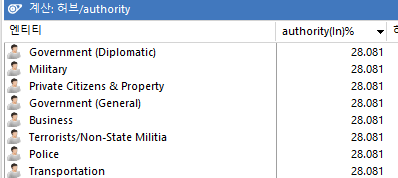 계산: 허브/authority
엔티티 authority(In)%
Government (Diplomatic) 28.081
Military 28.081
Private Citizens & Property 28.081
Government (General) 28.081
Business 28.081
Terrorists/Non-State Militia 28.081
Police 28.081
Transportation 28.081